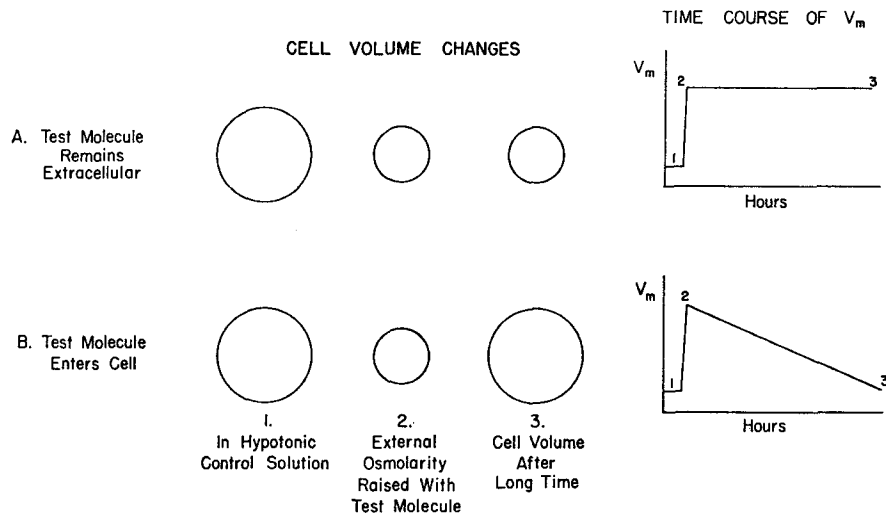 TIME COURSE OF Vm
CELL VOLUME CHANGES
A. Test Molecule
Remains
Extracellular
Vm
2
3
1
Hours
B. Test Molecule
Enters Cell
Vm
2
1
3
Hours
1.
In Hypotonic
Control Solution
2.
External
Osmolarity
Raised With
Test Molecule
3.
Cell Volume
After
Long Time